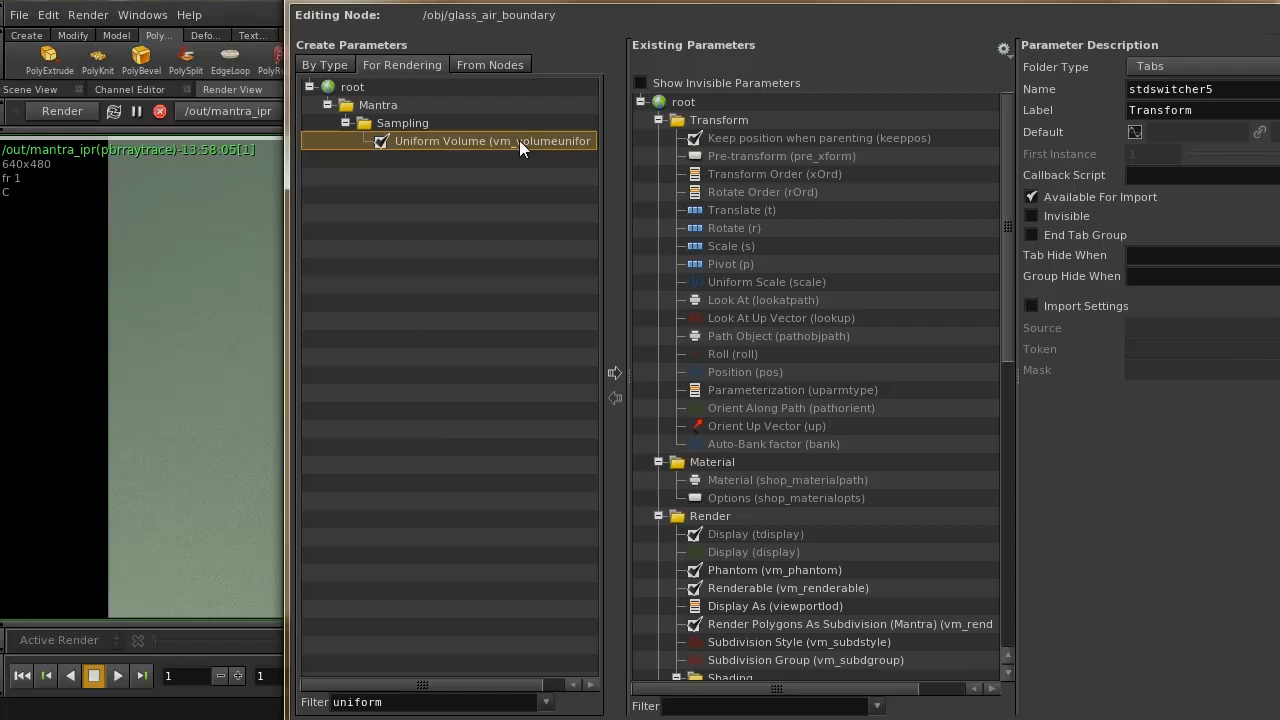 File Edit Render Windows Help
Create Modify Model Poly... Defo... Text...
PolyExtrude PolyKnit PolyBevel PolySplit EdgeLoop
Scene View Channel Editor Render View
Render /out/mantra_ipr
/out/mantra_ipr(pbrraytrace)-13:58:05[1]
640x480
fr 1
C
Active Render
1 1
Editing Node: /obj/glass_air_boundary
Create Parameters
By Type For Rendering From Nodes
root
Mantra
Sampling
Uniform Volume (vm_volumeunifor
Filter uniform
Existing Parameters
Show Invisible Parameters
root
Transform
Keep position when parenting (keeppos)
Pre-transform (pre_xform)
Transform Order (xOrd)
Rotate Order (rOrd)
Translate (t)
Rotate (r)
Scale (s)
Pivot (p)
Uniform Scale (scale)
Look At (lookatpath)
Look At Up Vector (lookup)
Path Object (pathobjpath)
Roll (roll)
Position (pos)
Parameterization (uparmtype)
Orient Along Path (pathorient)
Orient Up Vector (up)
Auto-Bank factor (bank)
Material
Material (shop_materialpath)
Options (shop_materialopts)
Render
Display (tdisplay)
Display (display)
Phantom (vm_phantom)
Renderable (vm_renderable)
Display As (viewportlod)
Render Polygons As Subdivision (Mantra) (vm_rend
Subdivision Style (vm_subdstyle)
Subdivision Group (vm_subdgroup)
Shading
Filter
Parameter Description
Folder Type Tabs
Name stdswitcher5
Label Transform
Default
First Instance 1
Callback Script
Available For Import
Invisible
End Tab Group
Tab Hide When
Group Hide When
Import Settings
Source
Token
Mask